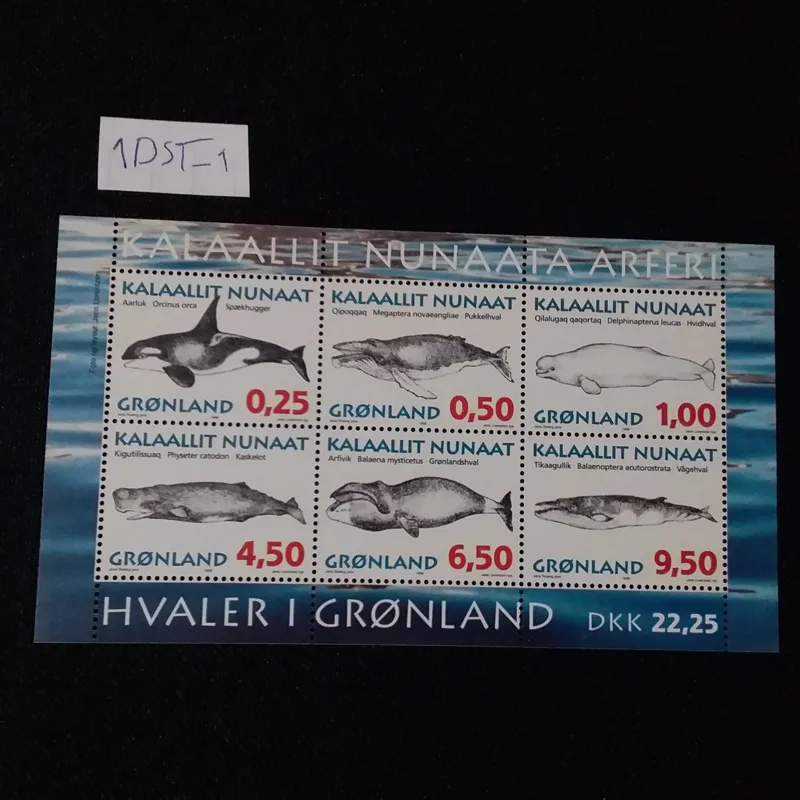 1DST-1
KALAALLIT NUNAATA ARFERI
KALAALLIT NUNAAT
Aarluk · Orcinus orca Spækhugger
GRØNLAND 0,25
KALAALLIT NUNAAT
Qipoqqaq · Megaptera novaeangliae · Pukkelhval
GRØNLAND 0,50
KALAALLIT NUNAAT
Qilalugaq qaqortaq · Delphinapterus leucas · Hvidhval
GRØNLAND 1,00
KALAALLIT NUNAAT
Kigutilissuaq · Physeter catodon · Kaskelot
GRØNLAND 4,50
KALAALLIT NUNAAT
Arfivik · Balaena mysticetus · Grønlandshval
GRØNLAND 6,50
KALAALLIT NUNAAT
Tikaagullik · Balaenoptera acutorostrata · Vågehval
GRØNLAND 9,50
HVALER I GRØNLAND DKK 22,25